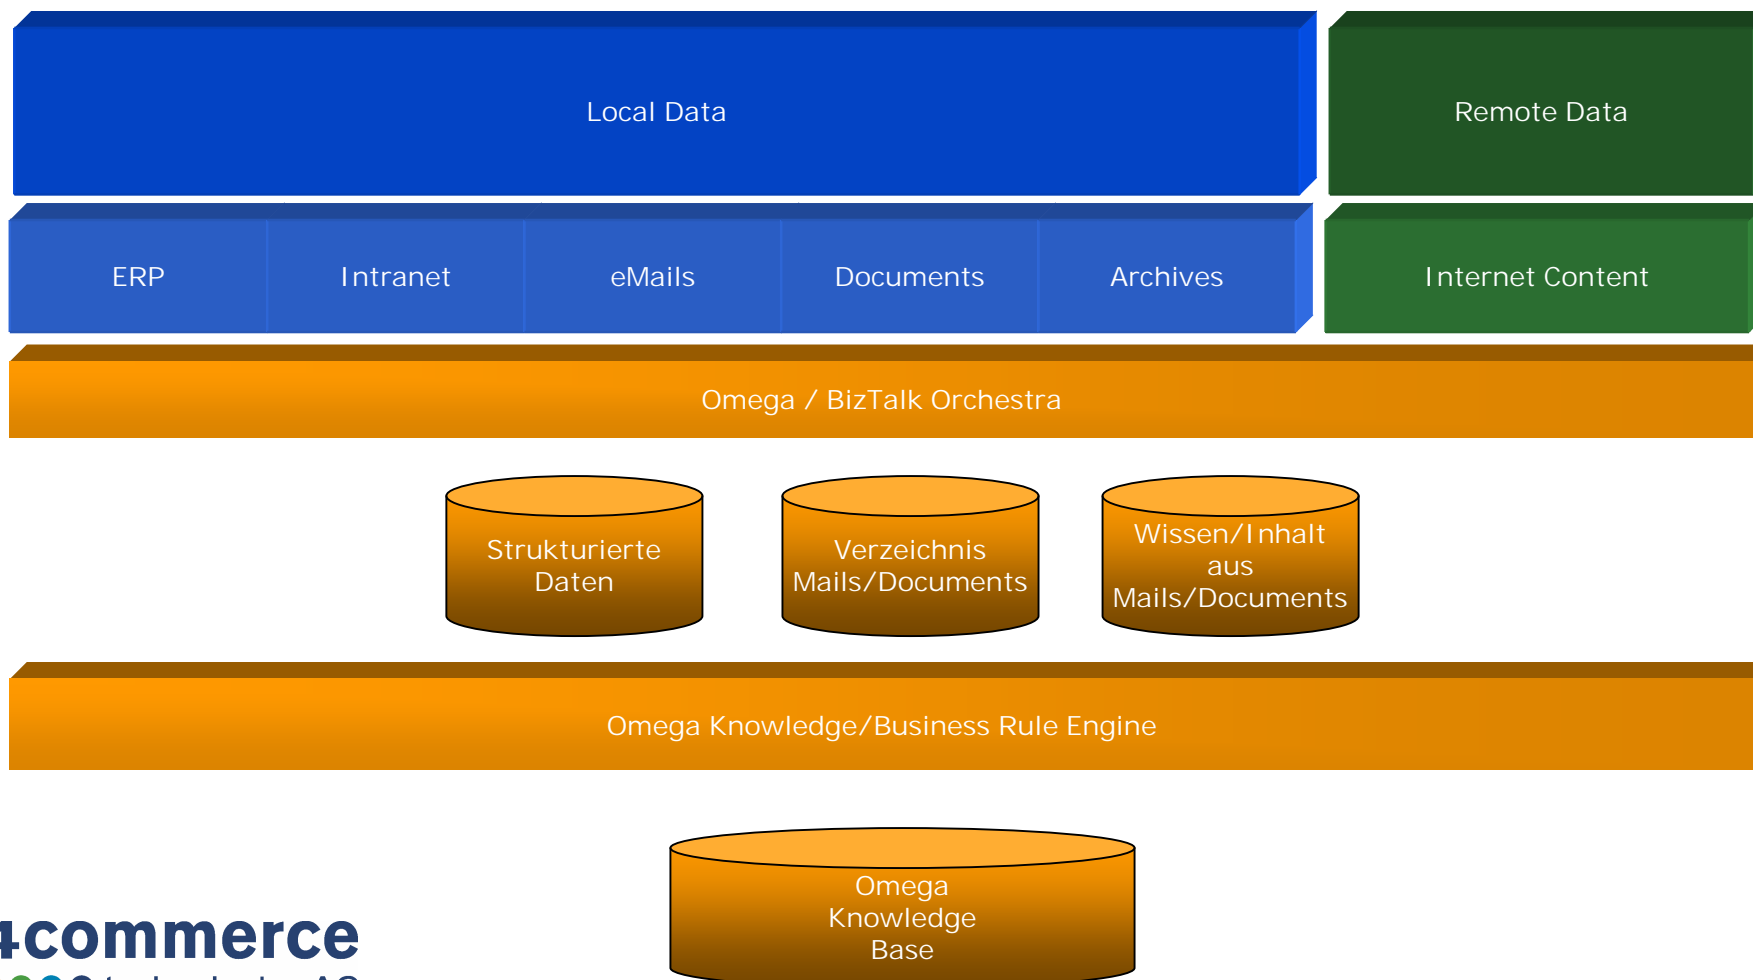 Local Data
Remote Data
ERP
Intranet
eMails
Documents
Archives
Internet Content
Omega / BizTalk Orchestra
Strukturierte
Daten
Verzeichnis
Mails/Documents
Wissen/Inhalt
aus
Mails/Documents
Omega Knowledge/Business Rule Engine
Omega
Knowledge
Base
4commerce